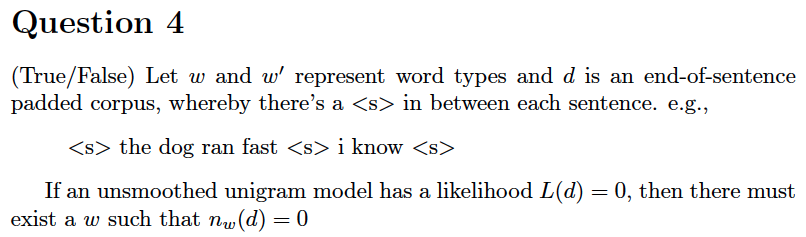 Question 4
(True/False) Let w and w′ represent word types and d is an end-of-sentence
padded corpus, whereby there's a <s> in between each sentence. e.g.,
<s> the dog ran fast <s> i know <s>
If an unsmoothed unigram model has a likelihood L(d) = 0, then there must
exist a w such that n_w(d) = 0